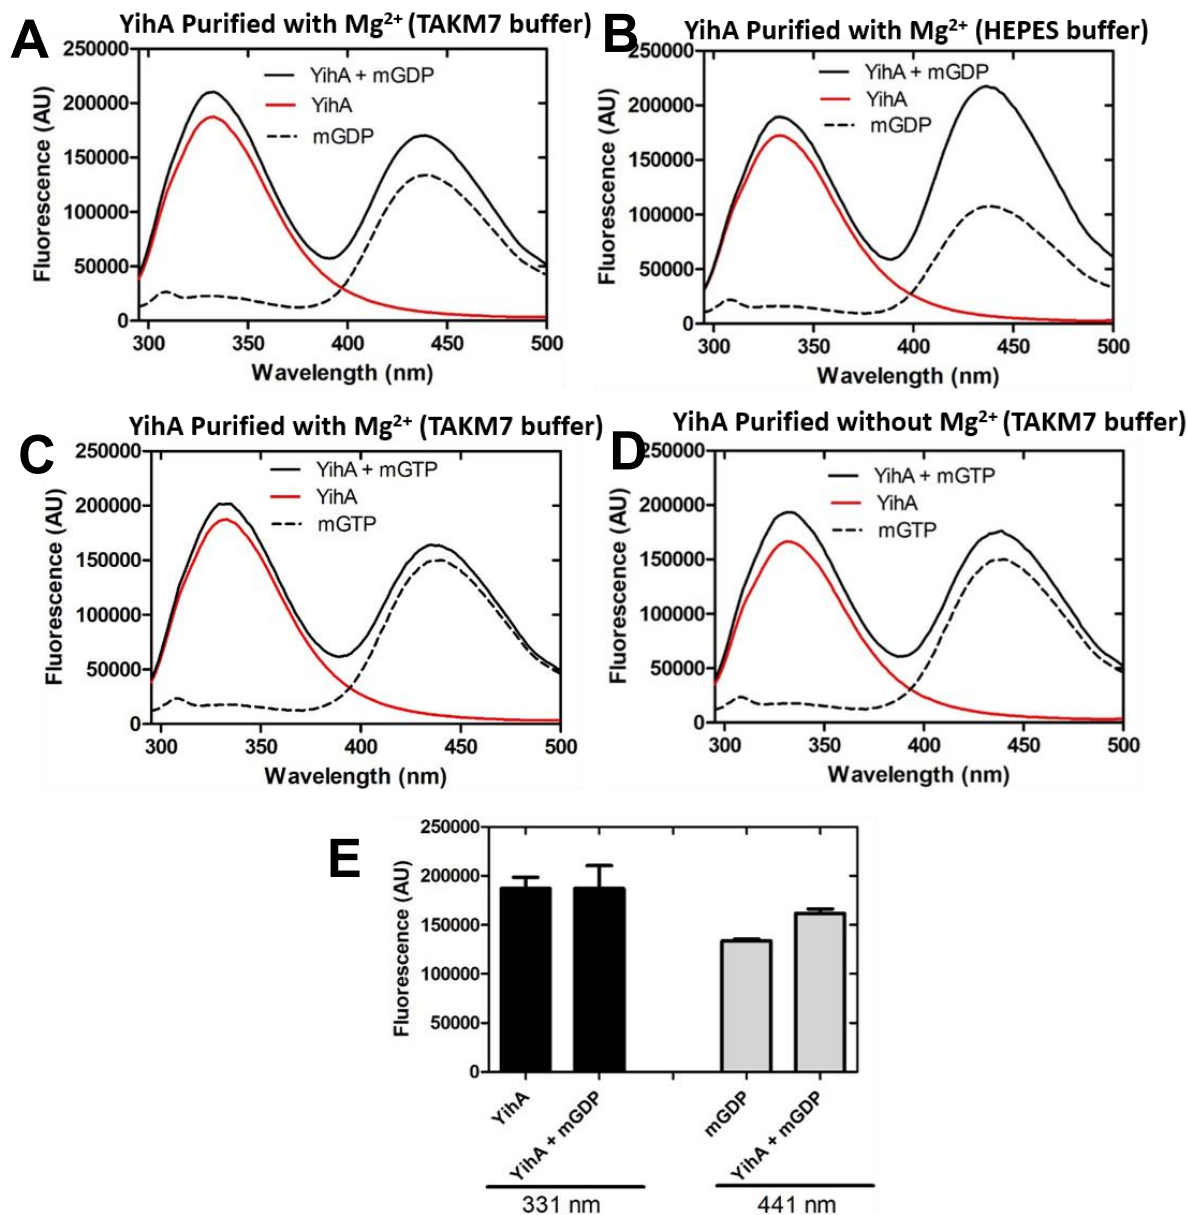 A
YihA Purified with Mg2+ (TAKM7 buffer)
250000
200000
150000
100000
50000
0
Fluorescence (AU)
YihA + mGDP
YihA
mGDP
300 350 400 450 500
Wavelength (nm)
B
YihA Purified with Mg2+ (HEPES buffer)
250000
200000
150000
100000
50000
0
Fluorescence (AU)
YihA + mGDP
YihA
mGDP
300 350 400 450 500
Wavelength (nm)
C
YihA Purified with Mg2+ (TAKM7 buffer)
250000
200000
150000
100000
50000
0
Fluorescence (AU)
YihA + mGTP
YihA
mGTP
300 350 400 450 500
Wavelength (nm)
D
YihA Purified without Mg2+ (TAKM7 buffer)
250000
200000
150000
100000
50000
0
Fluorescence (AU)
YihA + mGTP
YihA
mGTP
300 350 400 450 500
Wavelength (nm)
E
250000
200000
150000
100000
50000
0
Fluorescence (AU)
YihA
YihA + mGDP
mGDP
YihA + mGDP
331 nm
441 nm